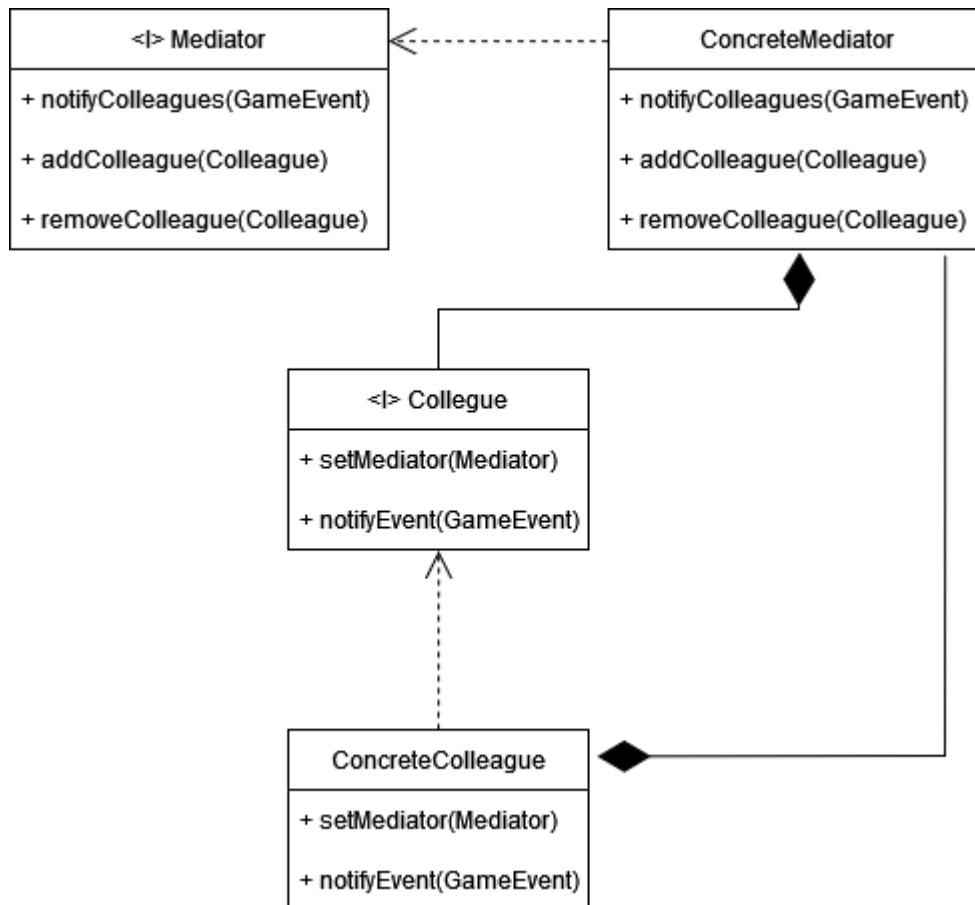 <I> Mediator
+ notifyColleagues(GameEvent)
+ addColleague(Colleague)
+ removeColleague(Colleague)
ConcreteMediator
+ notifyColleagues(GameEvent)
+ addColleague(Colleague)
+ removeColleague(Colleague)
<I> Collegue
+ setMediator(Mediator)
+ notifyEvent(GameEvent)
ConcreteColleague
+ setMediator(Mediator)
+ notifyEvent(GameEvent)